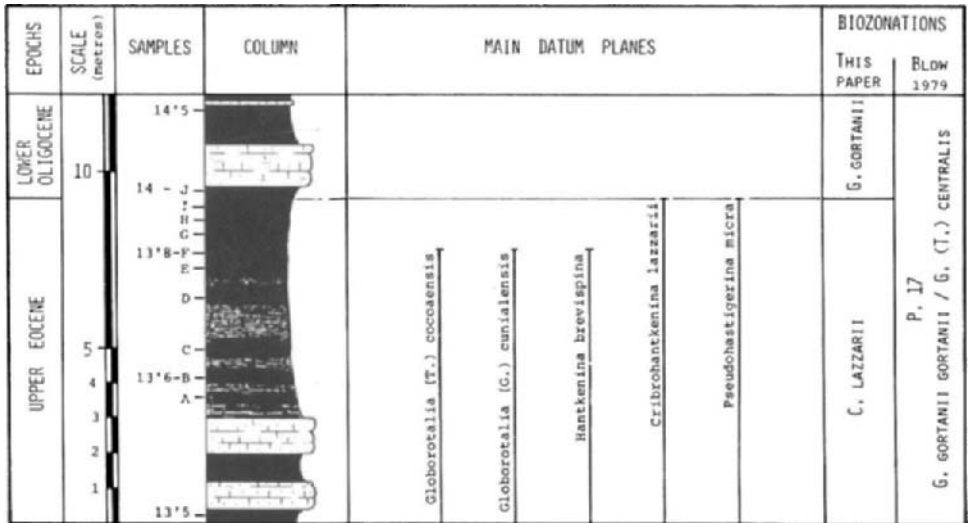 EPOCHS
SCALE
(metres)
SAMPLES
COLUMN
MAIN DATUM PLANES
BIOZONATIONS
THIS
PAPER
BLOW
1979
LOWER
OLIGOCENE
UPPER EOCENE
10
5
4
3
2
1
14'5
14 - J
I
H
G
13'8-F
E
D
C
13'6-B
A
13'5
Globorotalia (T.) cocoaensis
Globorotalia (G.) cunialensis
Hantkenina brevispina
Cribrohantkenina lazzarii
Pseudohastigerina micra
G. GORTANII
C. LAZZARII
P. 17
G. GORTANII GORTANII / G. (T.) CENTRALIS